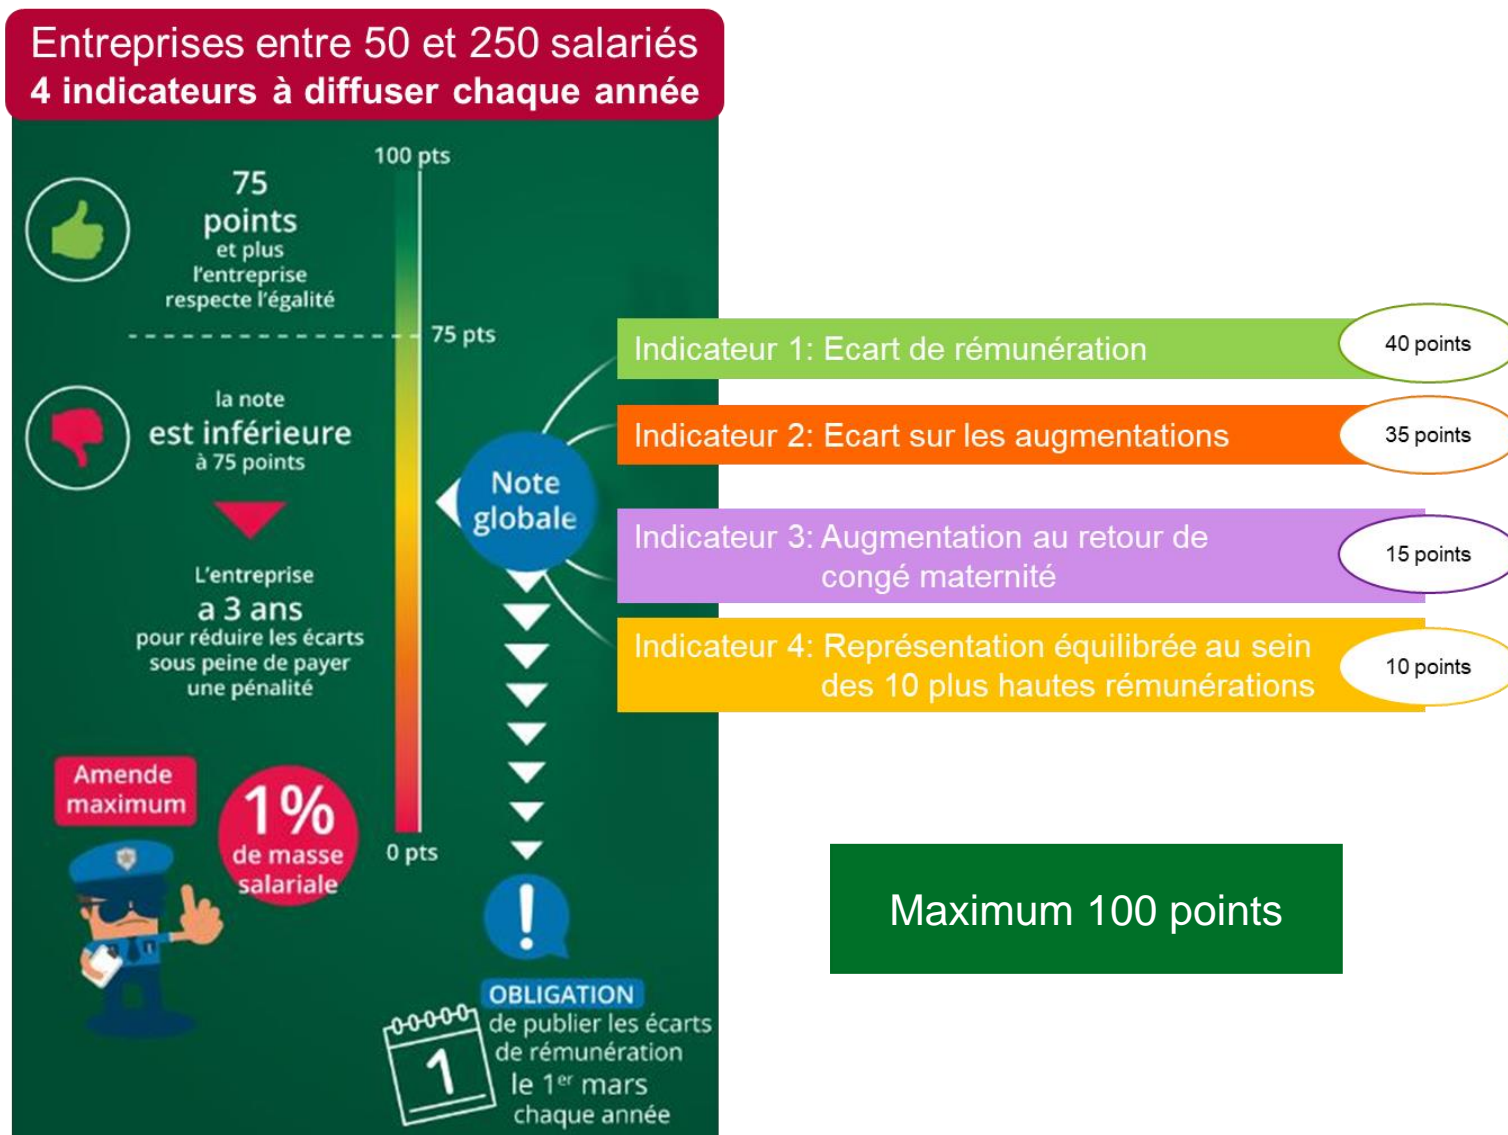 Entreprises entre 50 et 250 salariés
4 indicateurs à diffuser chaque année
100 pts
75
points
et plus
l'entreprise
respecte l'égalité
75 pts
la note
est inférieure
à 75 points
L'entreprise
a 3 ans
pour réduire les écarts
sous peine de payer
une pénalité
Amende
maximum
1%
de masse
salariale
0 pts
Note
globale
Indicateur 1: Ecart de rémunération
40 points
Indicateur 2: Ecart sur les augmentations
35 points
Indicateur 3: Augmentation au retour de
congé maternité
15 points
Indicateur 4: Représentation équilibrée au sein
des 10 plus hautes rémunérations
10 points
Maximum 100 points
!
OBLIGATION
de publier les écarts
de rémunération
le 1er mars
chaque année
1